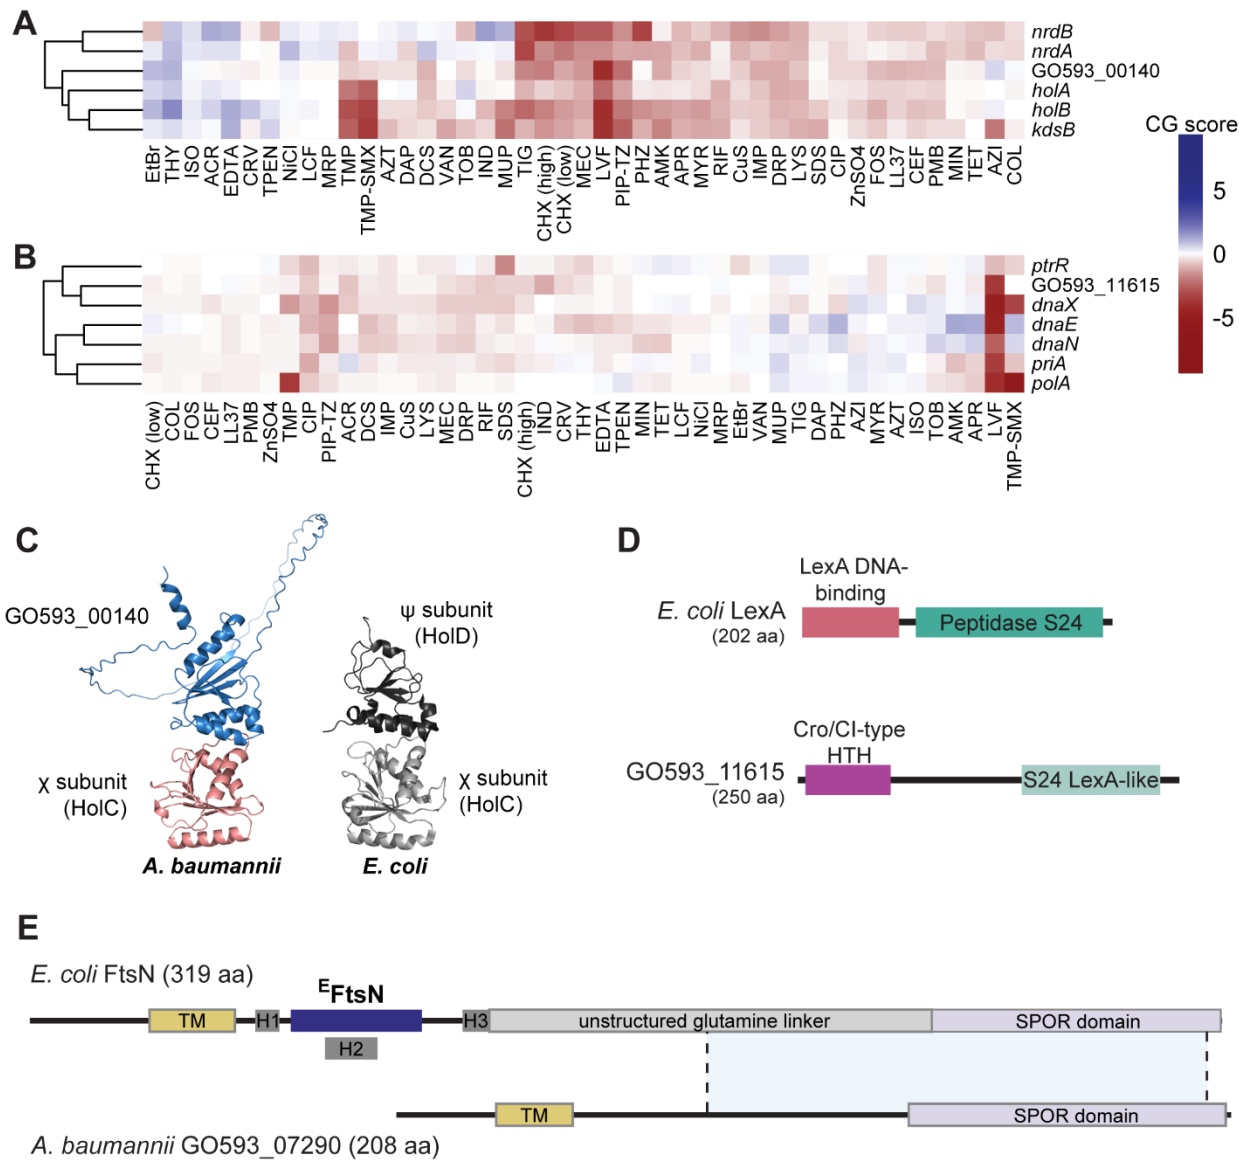 A
nrdB
nrdA
GO593_00140
holA
holB
kdsB
EtBr
THY
ISO
ACR
EDTA
CRV
TPEN
NiCl
LCF
MRP
TMP
TMP-SMX
AZT
DAP
DCS
VAN
TOB
IND
MUP
TIG
CHX (high)
CHX (low)
MEC
LVF
PIP-TZ
PHZ
AMK
APR
MYR
RIF
CuS
IMP
DRP
LYS
SDS
CIP
ZnSO4
FOS
LL37
CEF
PMB
MIN
TET
AZI
COL
CG score
5
0
-5
B
ptrR
GO593_11615
dnaX
dnaE
dnaN
priA
polA
CHX (low)
COL
FOS
CEF
LL37
PMB
ZnSO4
TMP
CIP
PIP-TZ
ACR
DCS
IMP
CuS
LYS
MEC
DRP
RIF
SDS
CHX (high)
IND
CRV
THY
EDTA
TPEN
MIN
TET
LCF
NiCl
MRP
EtBr
VAN
MUP
TIG
DAP
PHZ
AZI
MYR
AZT
ISO
TOB
AMK
APR
LVF
TMP-SMX
C
GO593_00140
χ subunit
(HolC)
A. baumannii
ψ subunit
(HolD)
χ subunit
(HolC)
E. coli
D
LexA DNA-
binding
E. coli LexA
(202 aa)
Peptidase S24
Cro/CI-type
HTH
GO593_11615
(250 aa)
S24 LexA-like
E
E. coli FtsN (319 aa)
EFtsN
TM
H1
H2
H3
unstructured glutamine linker
SPOR domain
TM
SPOR domain
A. baumannii GO593_07290 (208 aa)